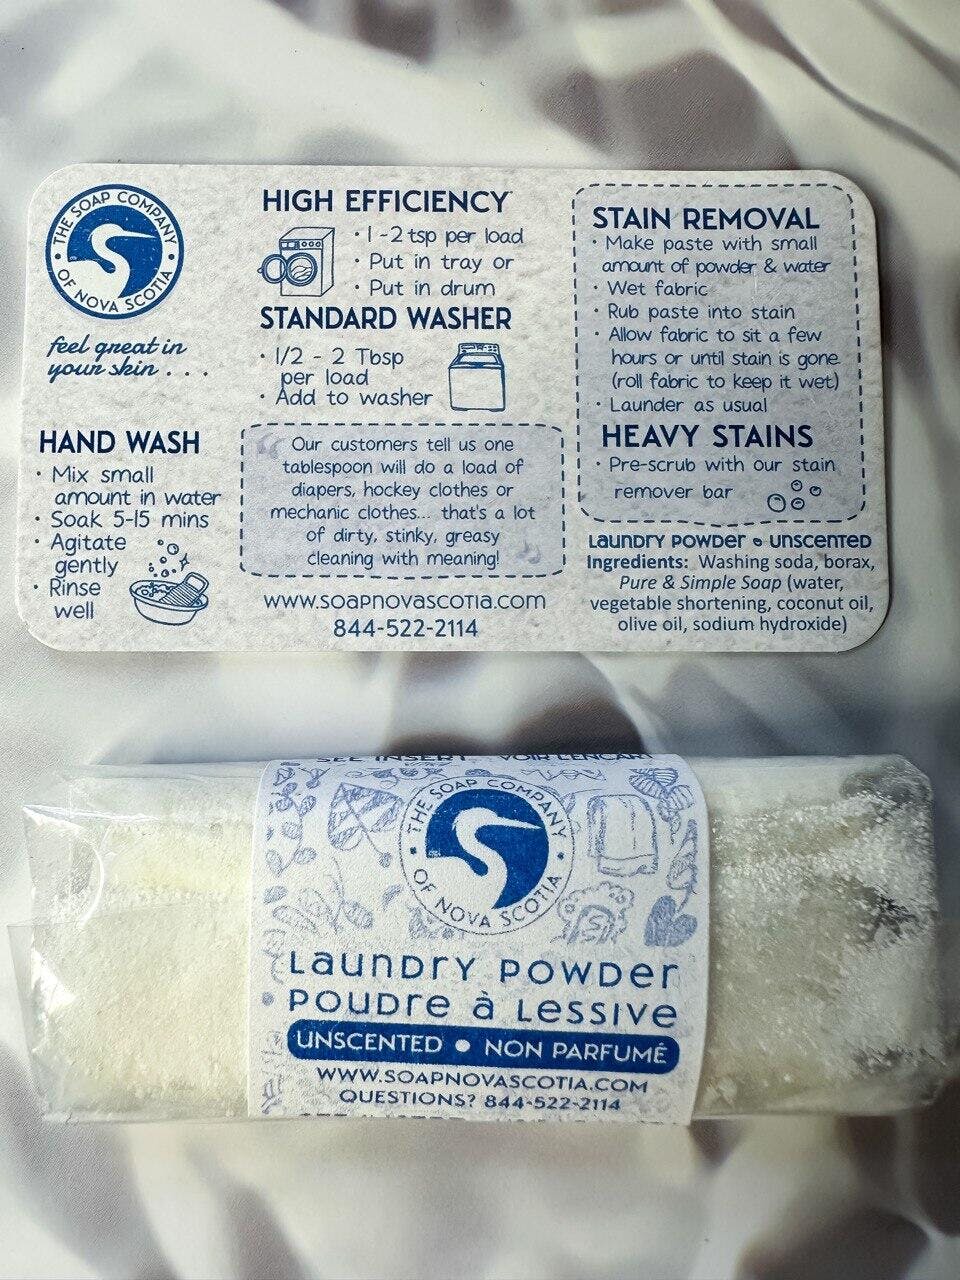 THE SOAP COMPANY
OF NOVA SCOTIA
feel great in
your skin . . .
HAND WASH
• Mix small
amount in water
• Soak 5-15 mins
• Agitate
gently
• Rinse
well
HIGH EFFICIENCY
• 1-2 tsp per load
• Put in tray or
• Put in drum
STANDARD WASHER
• 1/2 - 2 Tbsp
per load
• Add to washer
“ Our customers tell us one
tablespoon will do a load of
diapers, hockey clothes or
mechanic clothes... that's a lot
of dirty, stinky, greasy
cleaning with meaning! ”
www.soapnovascotia.com
844-522-2114
STAIN REMOVAL
• Make paste with small
amount of powder & water
• Wet fabric
• Rub paste into stain
• Allow fabric to sit a few
hours or until stain is gone
(roll fabric to keep it wet)
• Launder as usual
HEAVY STAINS
• Pre-scrub with our stain
remover bar
Laundry Powder • Unscented
Ingredients: Washing soda, borax,
Pure & Simple Soap (water,
vegetable shortening, coconut oil,
olive oil, sodium hydroxide)
SEE INSERT - VOIR L'ENCART
THE SOAP COMPANY
OF NOVA SCOTIA
Laundry Powder
Poudre à Lessive
UNSCENTED • NON PARFUMÉ
WWW.SOAPNOVASCOTIA.COM
QUESTIONS? 844-522-2114